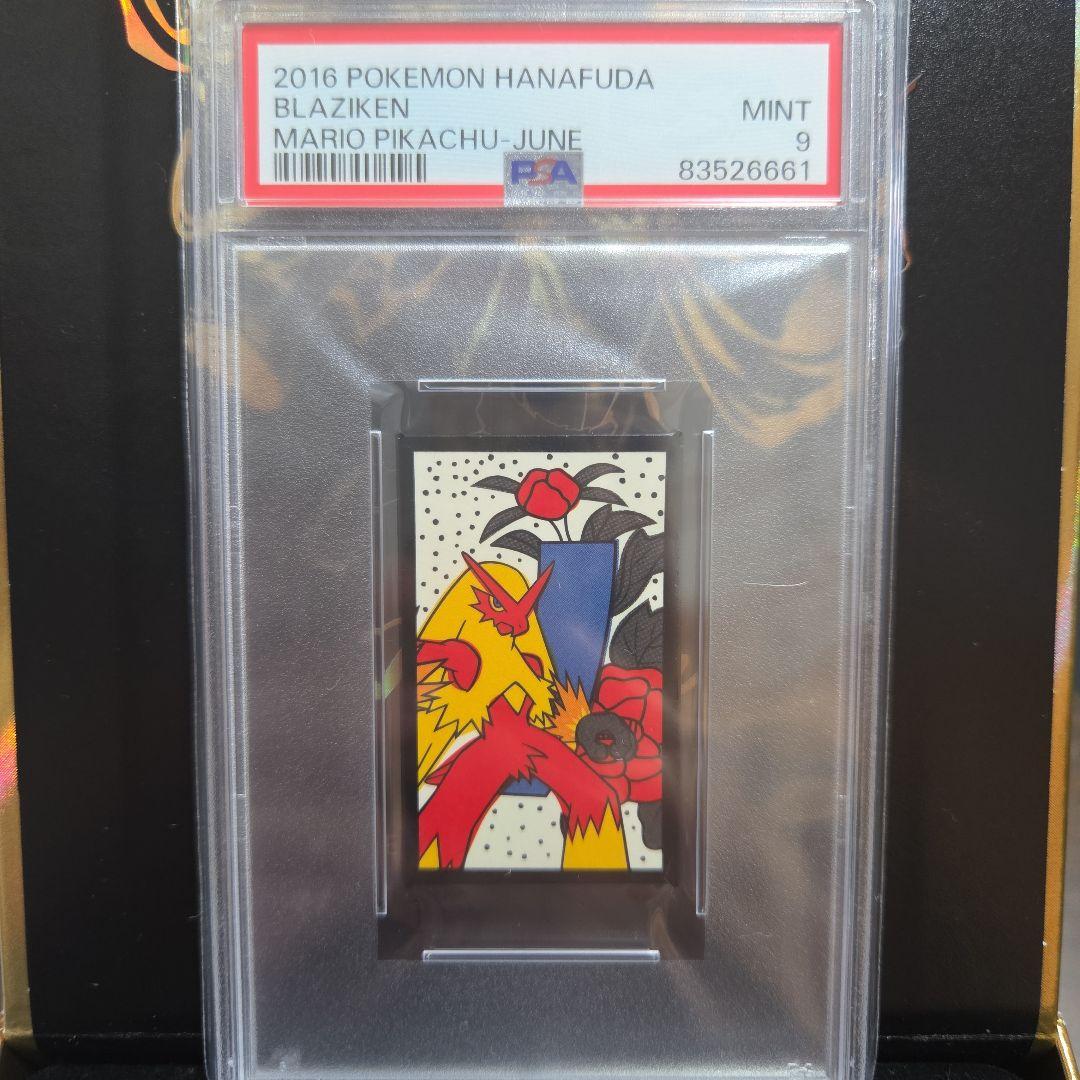 2016 POKEMON HANAFUDA
BLAZIKEN MINT
MARIO PIKACHU-JUNE 9
PSA 83526661